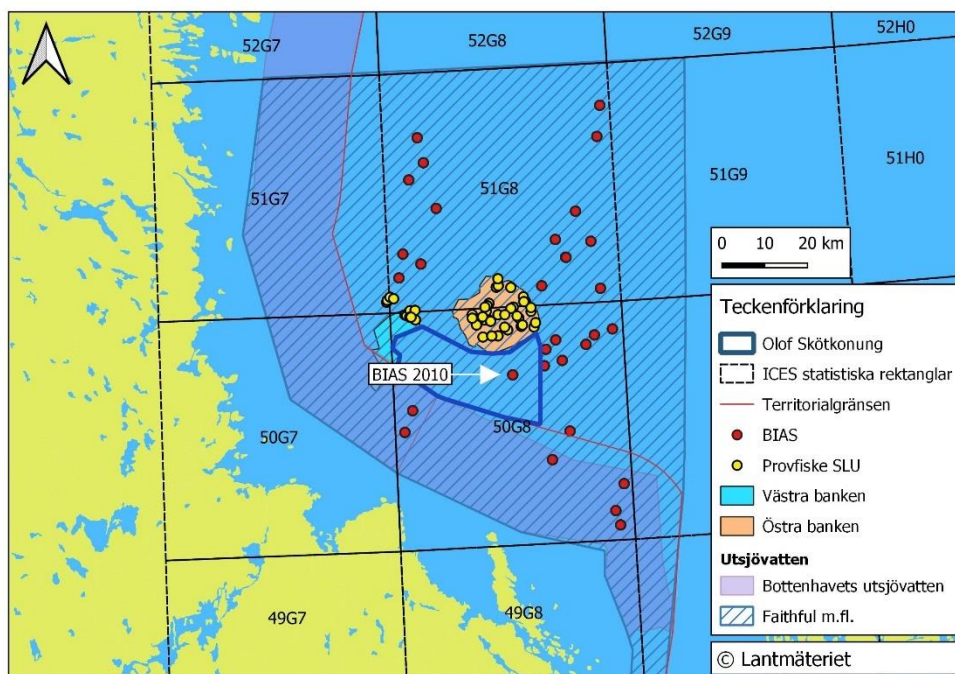 52G7
52G8
52G9
52H0
51G7
51G8
51G9
51H0
0 10 20 km
Teckenförklaring
Olof Skötkonung
ICES statistiska rektanglar
Territorialgränsen
BIAS
Provfiske SLU
Västra banken
Östra banken
Utsjövatten
Bottenhavets utsjövatten
Faithful m.fl.
© Lantmäteriet
BIAS 2010
50G7
50G8
49G7
49G8